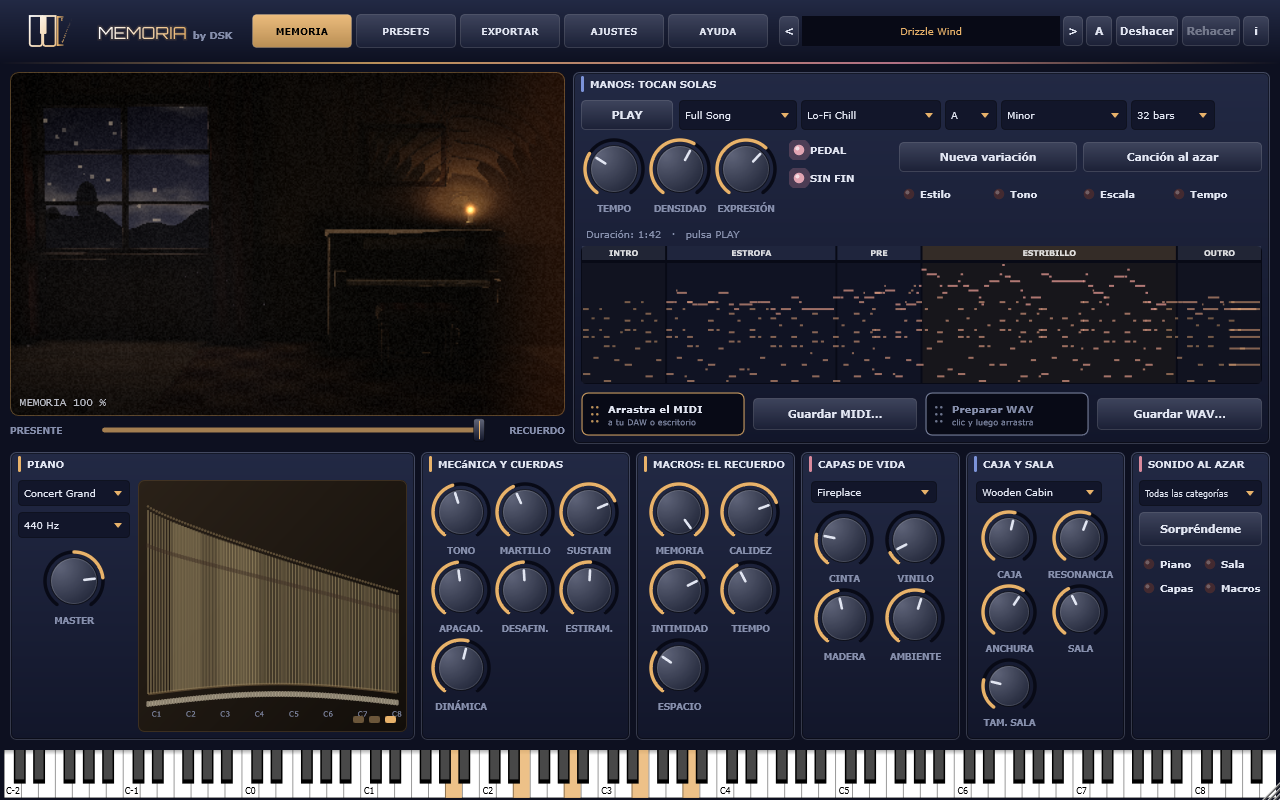 MEMORIA by DSK
MEMORIA
PRESETS
EXPORTAR
AJUSTES
AYUDA
<
Drizzle Wind
>
A
Deshacer
Rehacer
i
MEMORIA 100 %
PRESENTE
RECUERDO
MANOS: TOCAN SOLAS
PLAY
Full Song
Lo-Fi Chill
A
Minor
32 bars
TEMPO
DENSIDAD
EXPRESIÓN
PEDAL
SIN FIN
Nueva variación
Canción al azar
Estilo
Tono
Escala
Tempo
Duración: 1:42 · pulsa PLAY
INTRO
ESTROFA
PRE
ESTRIBILLO
OUTRO
Arrastra el MIDI
a tu DAW o escritorio
Guardar MIDI...
Preparar WAV
clic y luego arrastra
Guardar WAV...
PIANO
Concert Grand
440 Hz
MASTER
C1 C2 C3 C4 C5 C6 C7 C8
MECáNICA Y CUERDAS
TONO
MARTILLO
SUSTAIN
APAGAD.
DESAFIN.
ESTIRAM.
DINÁMICA
MACROS: EL RECUERDO
MEMORIA
CALIDEZ
INTIMIDAD
TIEMPO
ESPACIO
CAPAS DE VIDA
Fireplace
CINTA
VINILO
MADERA
AMBIENTE
CAJA Y SALA
Wooden Cabin
CAJA
RESONANCIA
ANCHURA
SALA
TAM. SALA
SONIDO AL AZAR
Todas las categorías
Sorpréndeme
Piano
Sala
Capas
Macros
C-2 C-1 C0 C1 C2 C3 C4 C5 C6 C7 C8